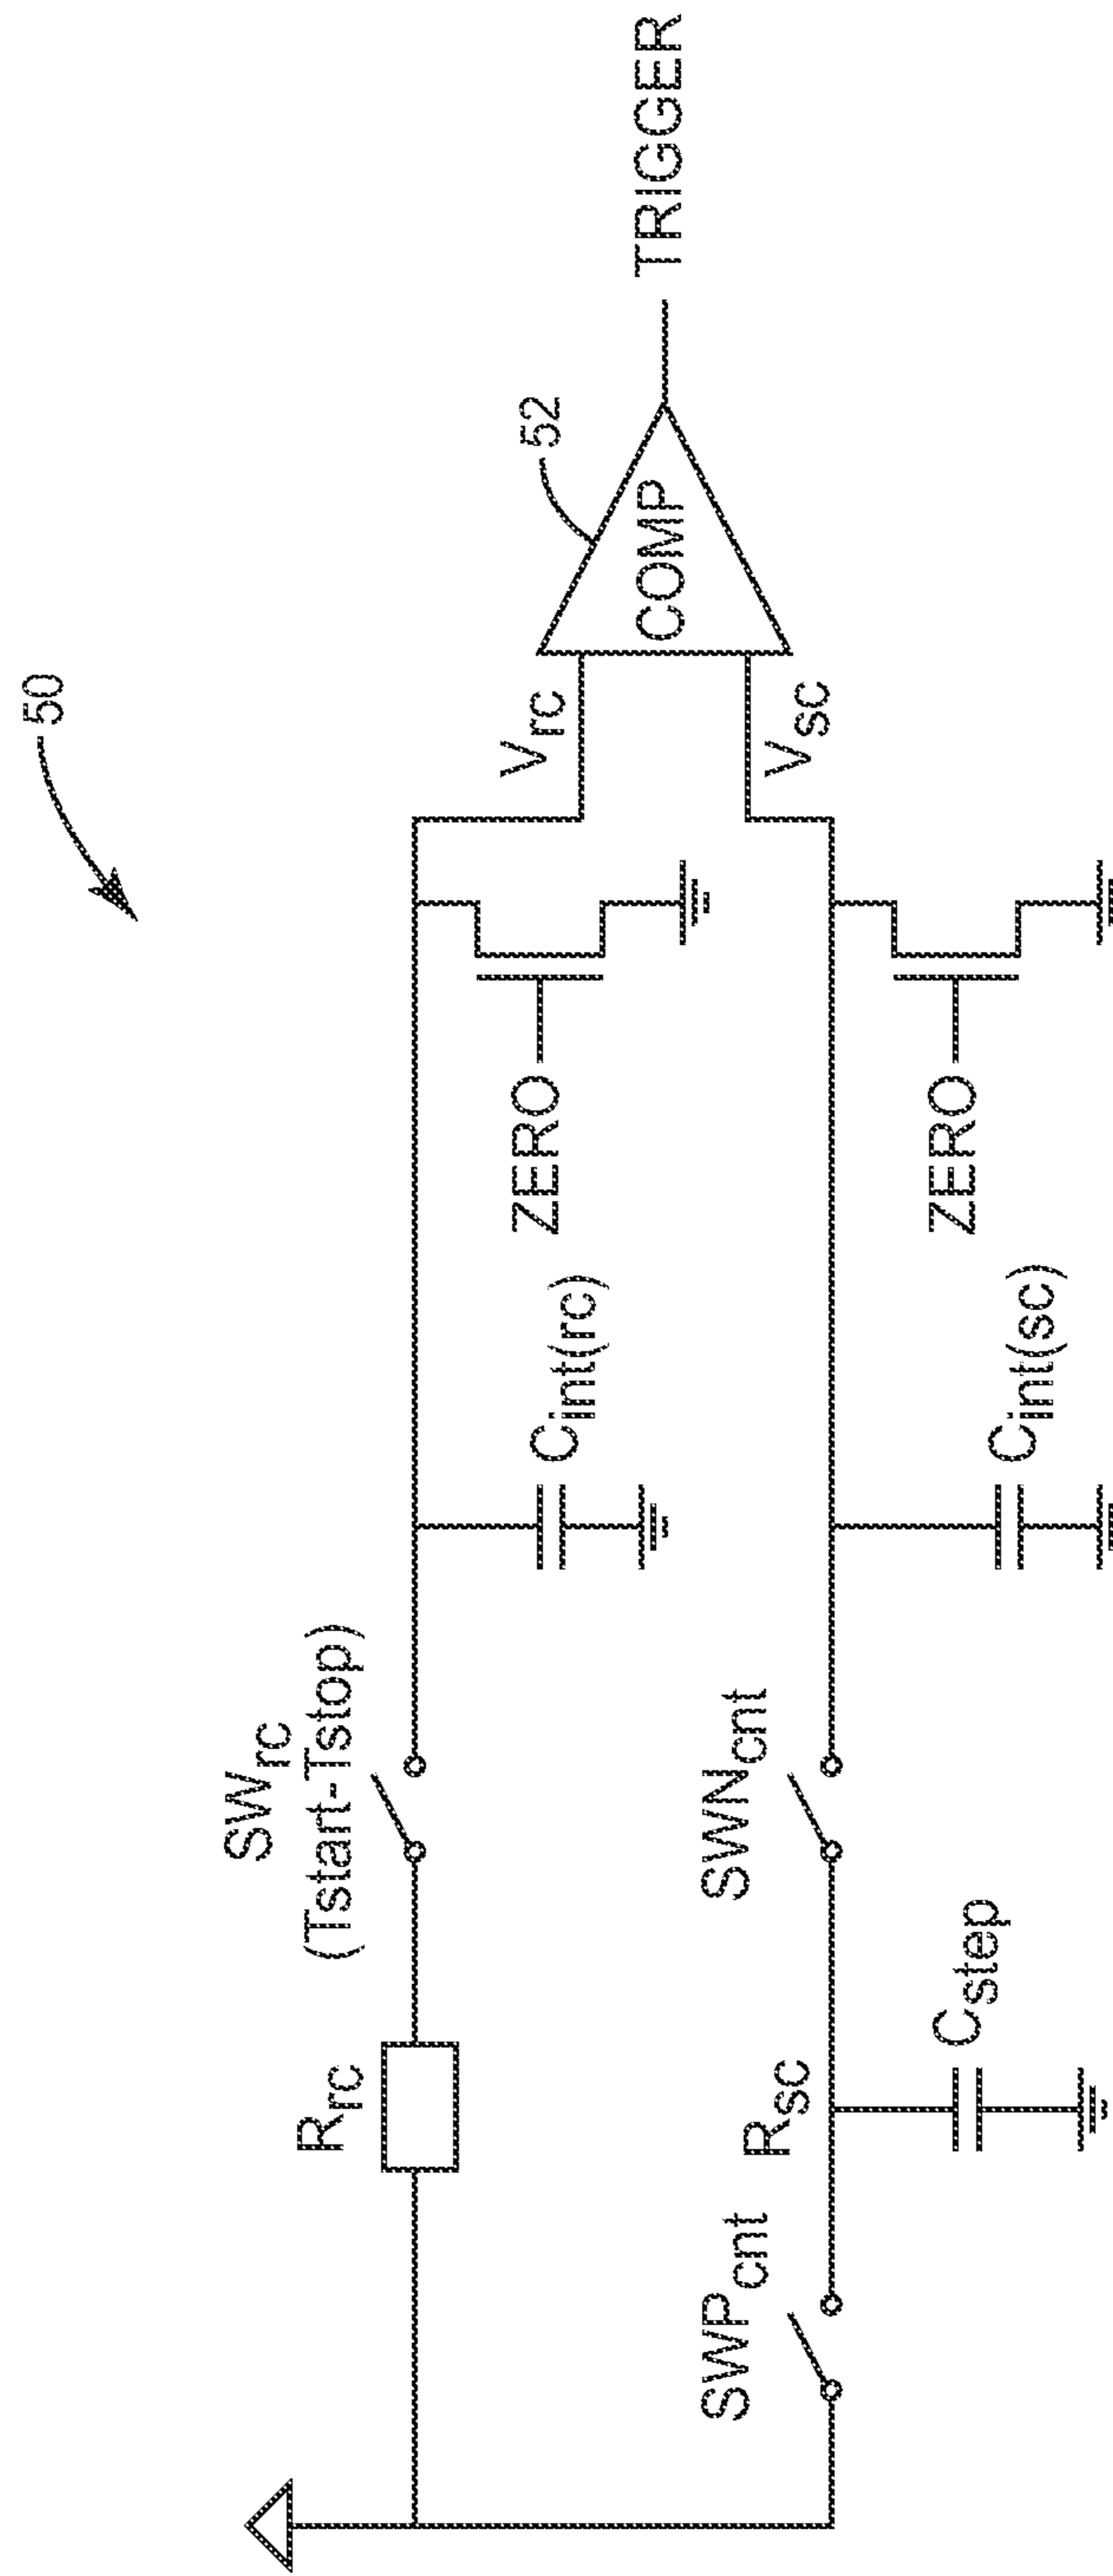 50
SWrc
(Tstart-Tstop)
Rrc
Vrc
52
ZERO
Cint(rc)
COMP
TRIGGER
SWPcnt
Rsc
SWNcnt
Vsc
Cstep
Cint(sc)
ZERO